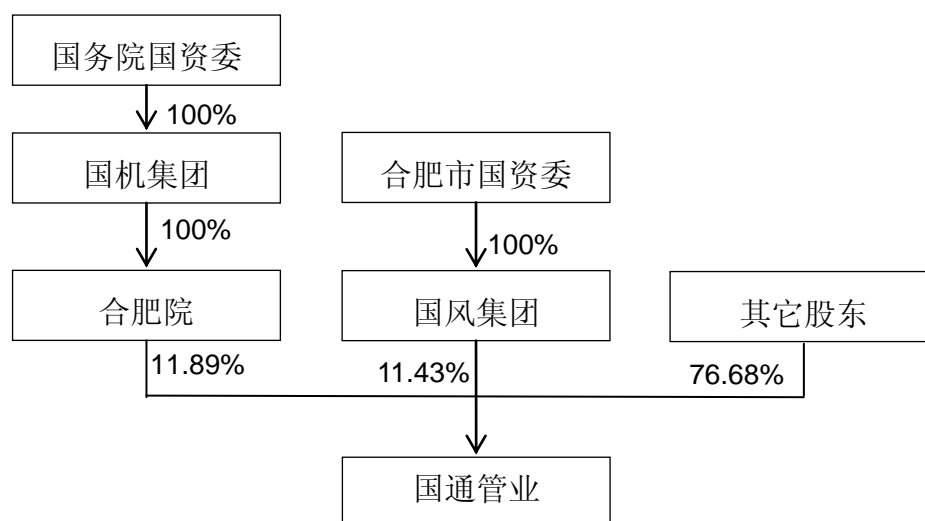 国务院国资委
100%
国机集团
合肥市国资委
100%
100%
合肥院
国风集团
其它股东
11.89%
11.43%
76.68%
国通管业